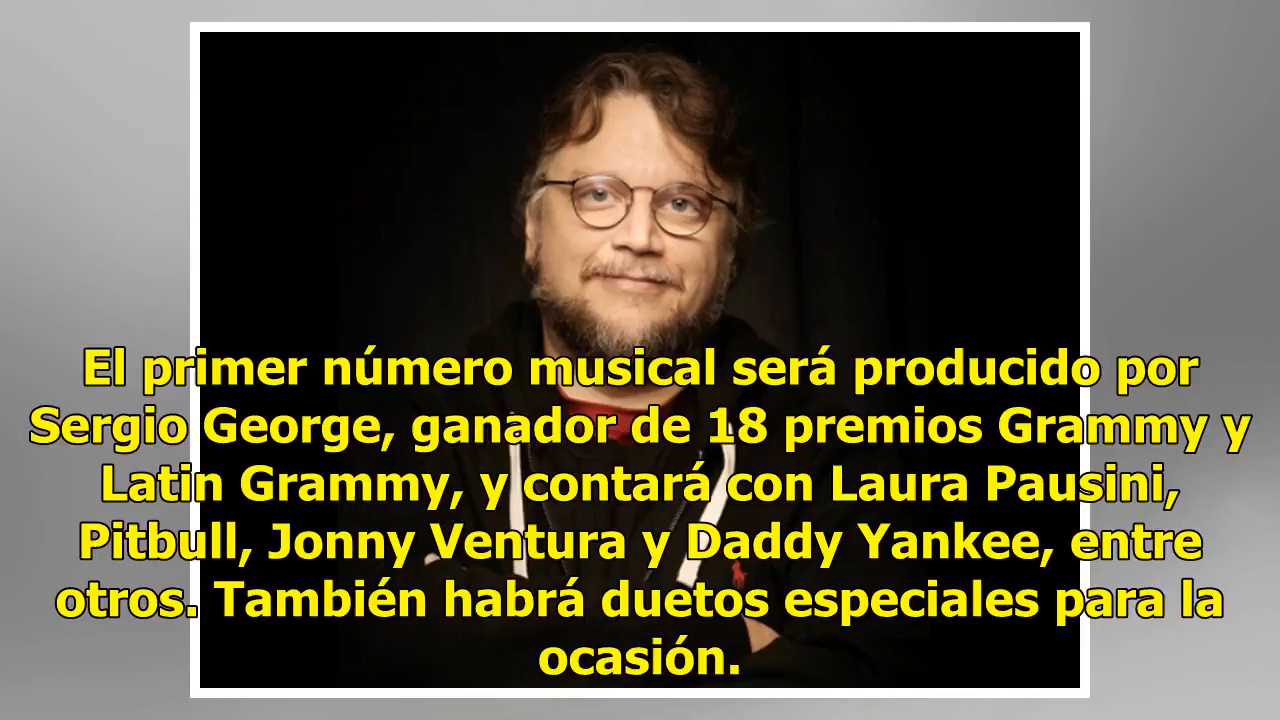 El primer número musical será producido por
Sergio George, ganador de 18 premios Grammy y
Latin Grammy, y contará con Laura Pausini,
Pitbull, Jonny Ventura y Daddy Yankee, entre
otros. También habrá duetos especiales para la
ocasión.